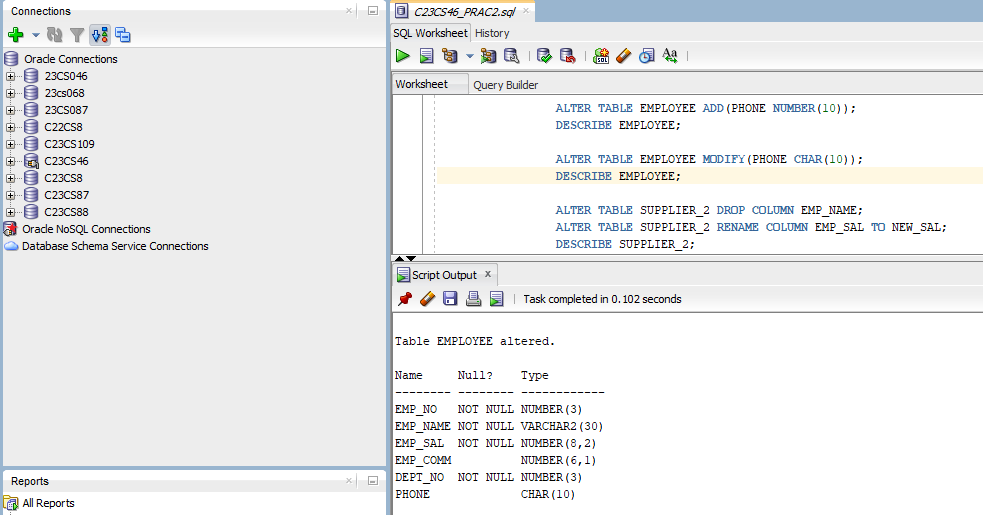 Connections
Oracle Connections
23CS046
23cs068
23CS087
C22CS8
C23CS109
C23CS46
C23CS8
C23CS87
C23CS88
Oracle NoSQL Connections
Database Schema Service Connections
Reports
All Reports
C23CS46_PRAC2.sql
SQL Worksheet History
Worksheet Query Builder
ALTER TABLE EMPLOYEE ADD(PHONE NUMBER(10));
DESCRIBE EMPLOYEE;
ALTER TABLE EMPLOYEE MODIFY(PHONE CHAR(10));
DESCRIBE EMPLOYEE;
ALTER TABLE SUPPLIER_2 DROP COLUMN EMP_NAME;
ALTER TABLE SUPPLIER_2 RENAME COLUMN EMP_SAL TO NEW_SAL;
DESCRIBE SUPPLIER_2;
Script Output
Task completed in 0.102 seconds
Table EMPLOYEE altered.
Name     Null?    Type
-------- -------- ------------
EMP_NO   NOT NULL NUMBER(3)
EMP_NAME NOT NULL VARCHAR2(30)
EMP_SAL  NOT NULL NUMBER(8,2)
EMP_COMM          NUMBER(6,1)
DEPT_NO  NOT NULL NUMBER(3)
PHONE             CHAR(10)